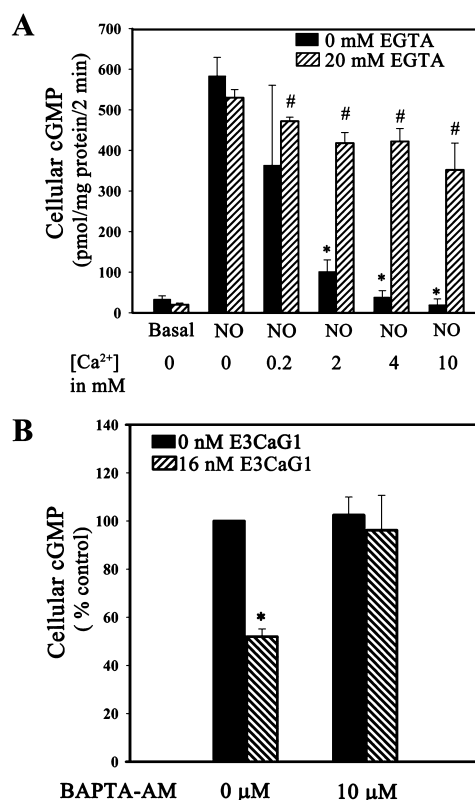 A
Cellular cGMP
(pmol/mg protein/2 min)
700
600
500
400
300
200
100
0
0 mM EGTA
20 mM EGTA
#
#
#
#
*
*
*
Basal NO NO NO NO NO
[Ca²⁺] 0 0 0.2 2 4 10
in mM
B
Cellular cGMP
( % control)
140
120
100
80
60
40
20
0
0 nM E3CaG1
16 nM E3CaG1
*
BAPTA-AM 0 µM 10 µM